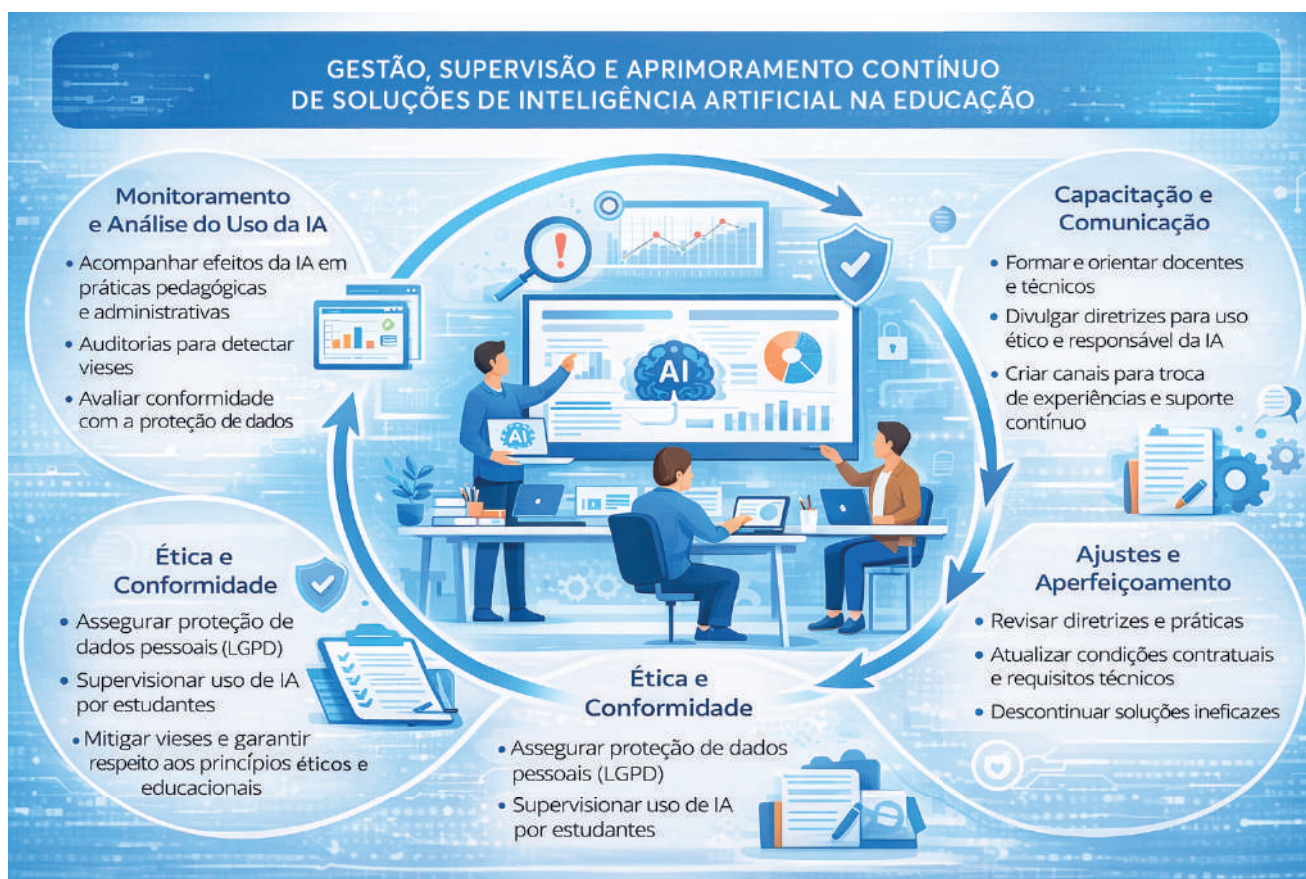 GESTÃO, SUPERVISÃO E APRIMORAMENTO CONTÍNUO
DE SOLUÇÕES DE INTELIGÊNCIA ARTIFICIAL NA EDUCAÇÃO
Monitoramento
e Análise do Uso da IA
• Acompanhar efeitos da IA em
práticas pedagógicas
e administrativas
• Auditorias para detectar
vieses
• Avaliar conformidade
com a proteção de dados
Capacitação e
Comunicação
• Formar e orientar docentes
e técnicos
• Divulgar diretrizes para uso
ético e responsável da IA
• Criar canais para troca
de experiências e suporte
contínuo
AI
AI
Ética e
Conformidade
• Assegurar proteção de
dados pessoais (LGPD)
• Supervisionar uso de IA
por estudantes
• Mitigar vieses e garantir
respeito aos princípios éticos e
educacionais
Ética e
Conformidade
• Assegurar proteção de dados
pessoais (LGPD)
• Supervisionar uso de IA
por estudantes
Ajustes e
Aperfeiçoamento
• Revisar diretrizes e práticas
• Atualizar condições contratuais
e requisitos técnicos
• Descontinuar soluções ineficazes